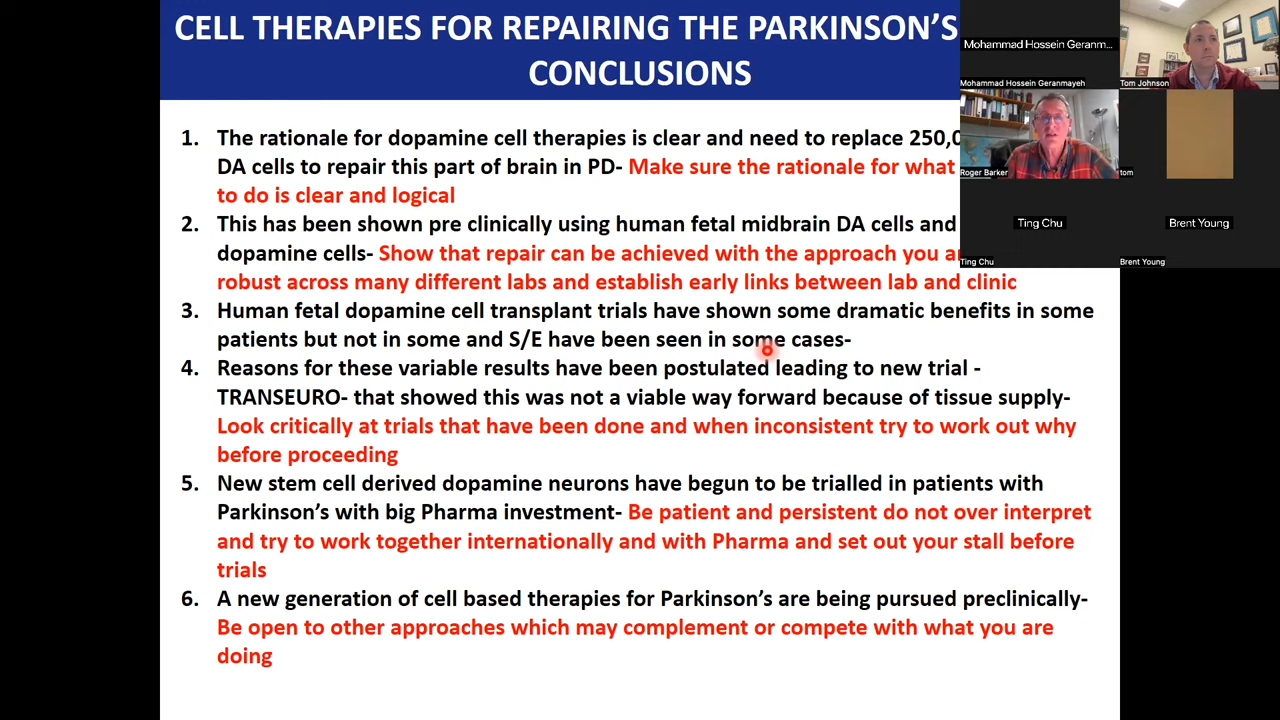 CELL THERAPIES FOR REPAIRING THE PARKINSON'S
CONCLUSIONS
1. The rationale for dopamine cell therapies is clear and need to replace 250,0
DA cells to repair this part of brain in PD- Make sure the rationale for what
to do is clear and logical
2. This has been shown pre clinically using human fetal midbrain DA cells and
dopamine cells- Show that repair can be achieved with the approach you
robust across many different labs and establish early links between lab and clinic
3. Human fetal dopamine cell transplant trials have shown some dramatic benefits in some
patients but not in some and S/E have been seen in some cases-
4. Reasons for these variable results have been postulated leading to new trial -
TRANSEURO- that showed this was not a viable way forward because of tissue supply-
Look critically at trials that have been done and when inconsistent try to work out why
before proceeding
5. New stem cell derived dopamine neurons have begun to be trialled in patients with
Parkinson's with big Pharma investment- Be patient and persistent do not over interpret
and try to work together internationally and with Pharma and set out your stall before
trials
6. A new generation of cell based therapies for Parkinson's are being pursued preclinically-
Be open to other approaches which may complement or compete with what you are
doing
Mohammad Hossein Geranm...
Mohammad Hossein Geranmayeh
Tom Johnson
Roger Barker
tom
Ting Chu
Ting Chu
Brent Young
Brent Young